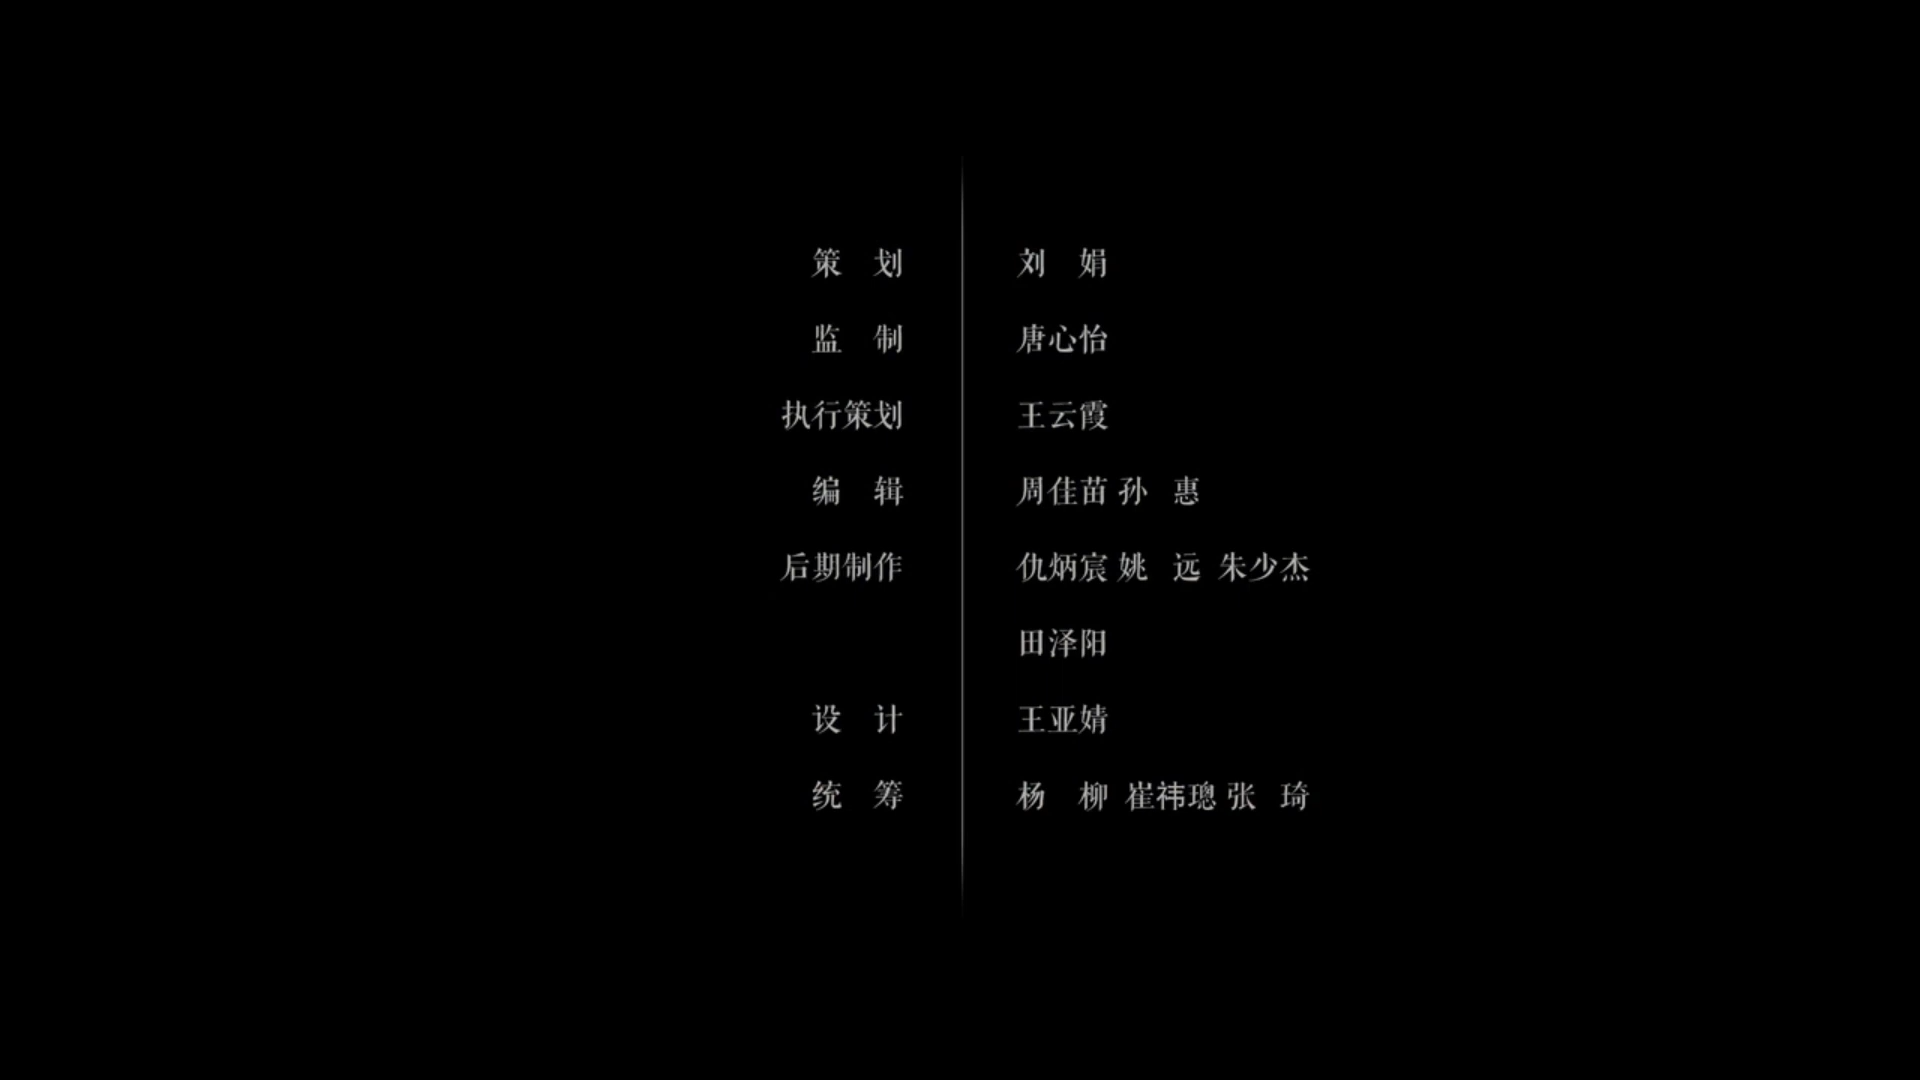 策 划 刘 娟
监 制 唐心怡
执行策划 王云霞
编 辑 周佳苗 孙 惠
后期制作 仇炳宸 姚 远 朱少杰
田泽阳
设 计 王亚婧
统 筹 杨 柳 崔祎璁 张 琦